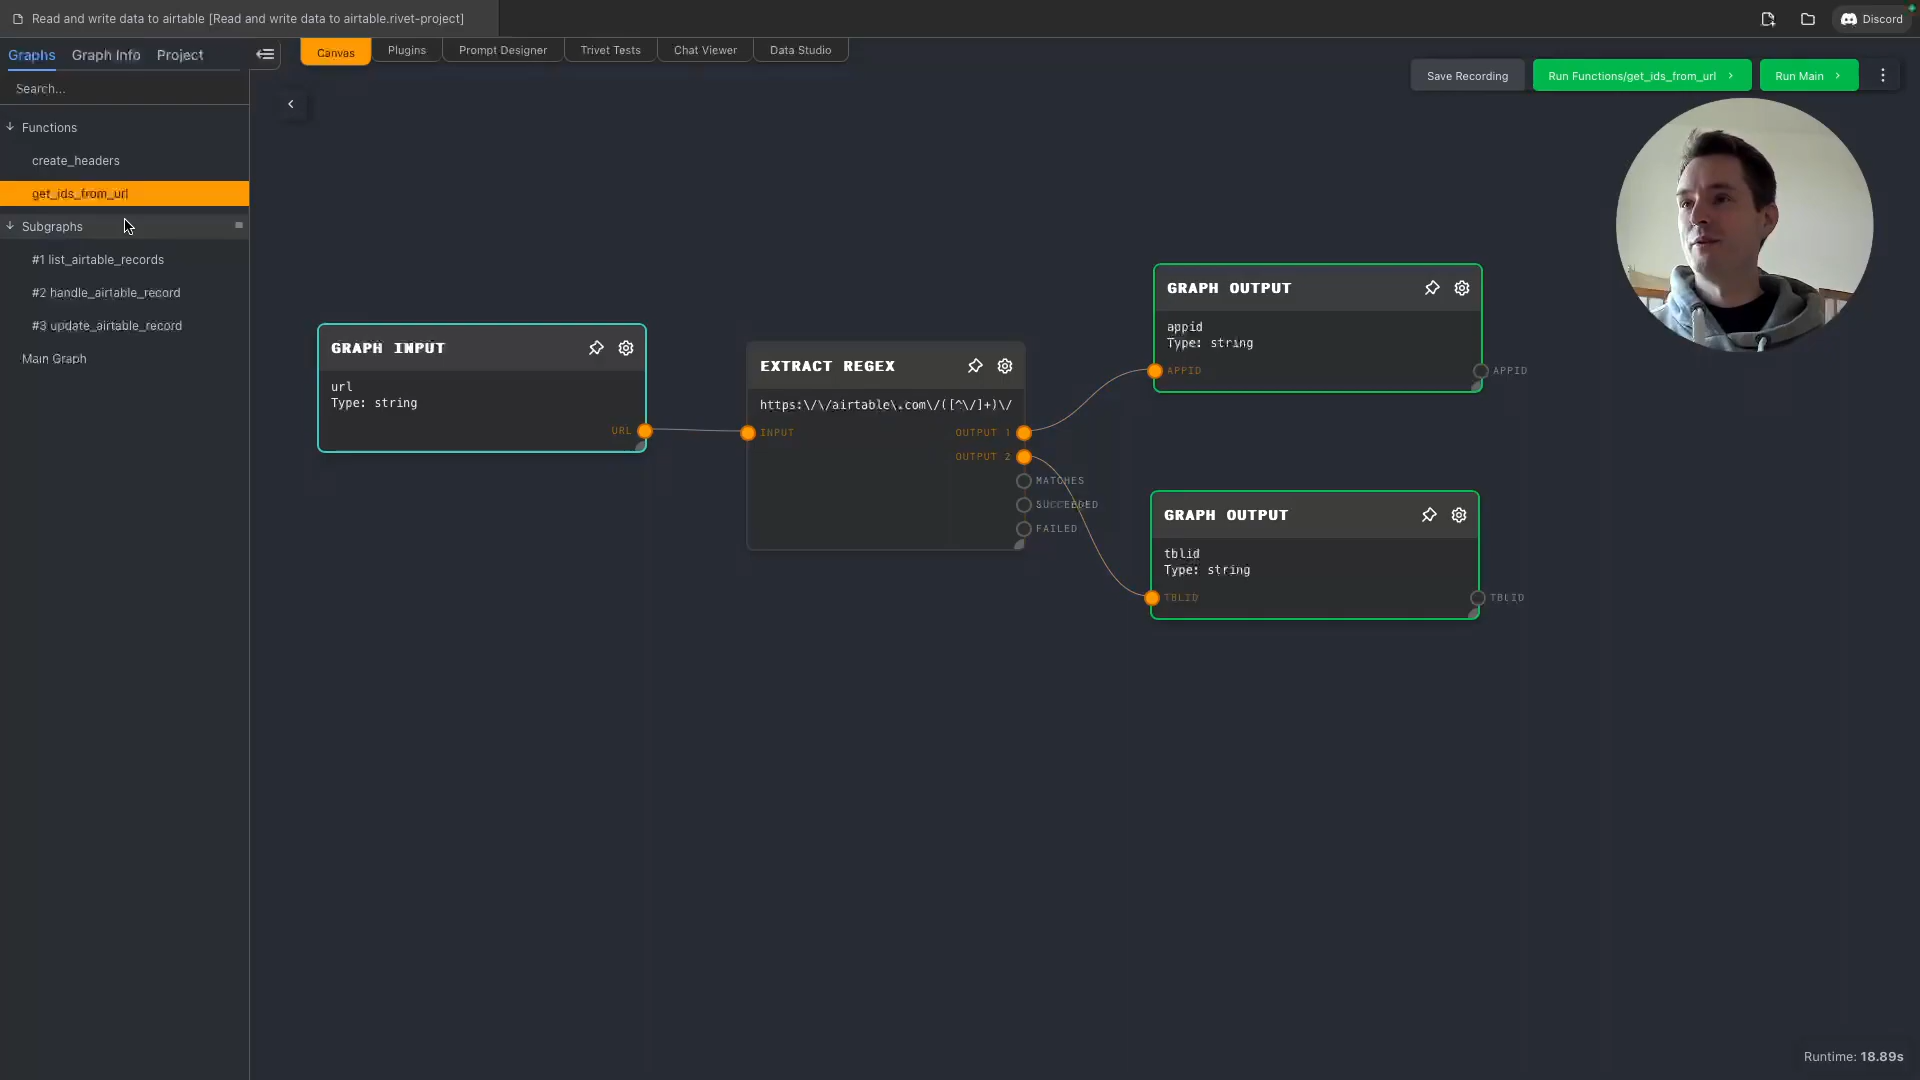 Read and write data to airtable [Read and write data to airtable.rivet-project]
Discord
Graphs
Graph Info
Project
Canvas
Plugins
Prompt Designer
Trivet Tests
Chat Viewer
Data Studio
Save Recording
Run Functions/get_ids_from_url
Run Main
Search...
Functions
create_headers
get_ids_from_url
Subgraphs
#1 list_airtable_records
#2 handle_airtable_record
#3 update_airtable_record
Main Graph
GRAPH INPUT
url
Type: string
URL
EXTRACT REGEX
https:\/\/airtable\.com\/([^\/]+)\/
INPUT
OUTPUT 1
OUTPUT 2
MATCHES
SUCCEEDED
FAILED
GRAPH OUTPUT
appid
Type: string
APPID
APPID
GRAPH OUTPUT
tblid
Type: string
TBLID
TBLID
Runtime: 18.89s